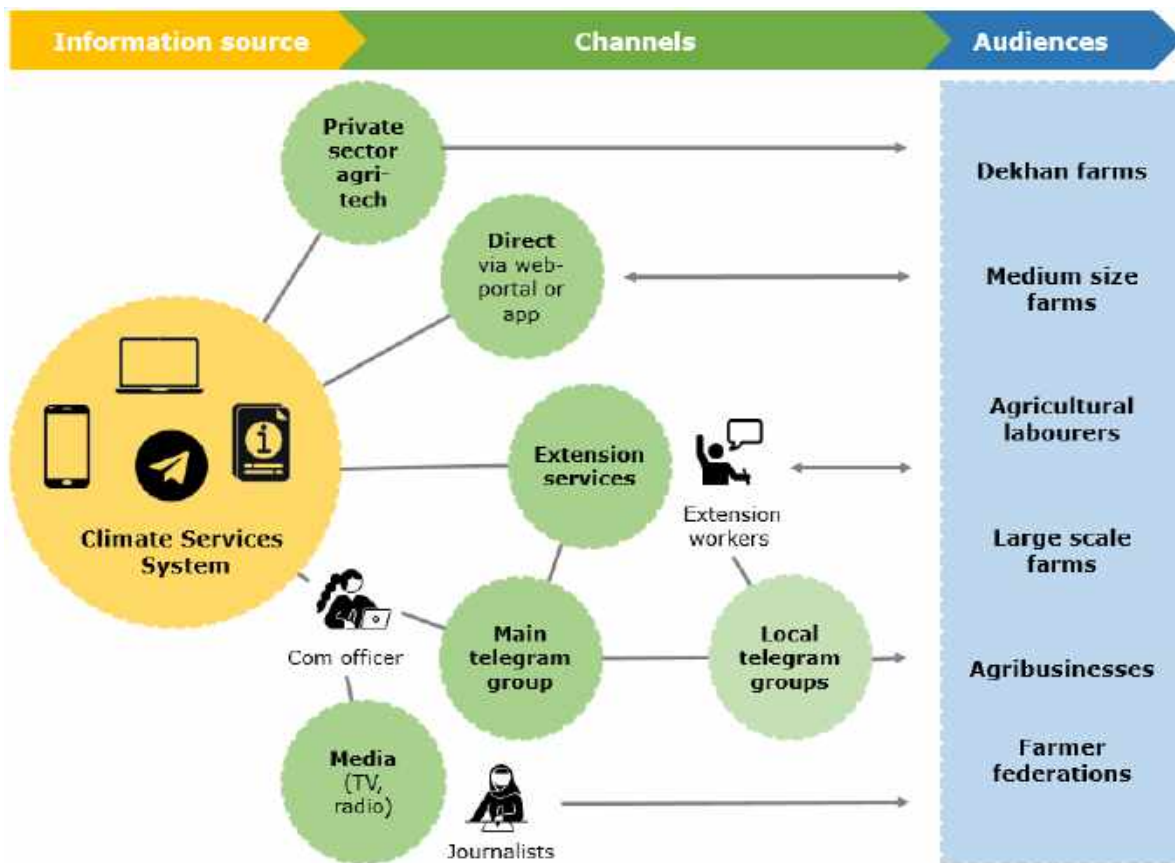 Information source
Channels
Audiences
Private
sector
agri-
tech
Direct
via web-
portal or
app
Climate Services
System
Extension
services
Extension
workers
Com officer
Main
telegram
group
Local
telegram
groups
Media
(TV,
radio)
Journalists
Dekhan farms
Medium size
farms
Agricultural
labourers
Large scale
farms
Agribusinesses
Farmer
federations